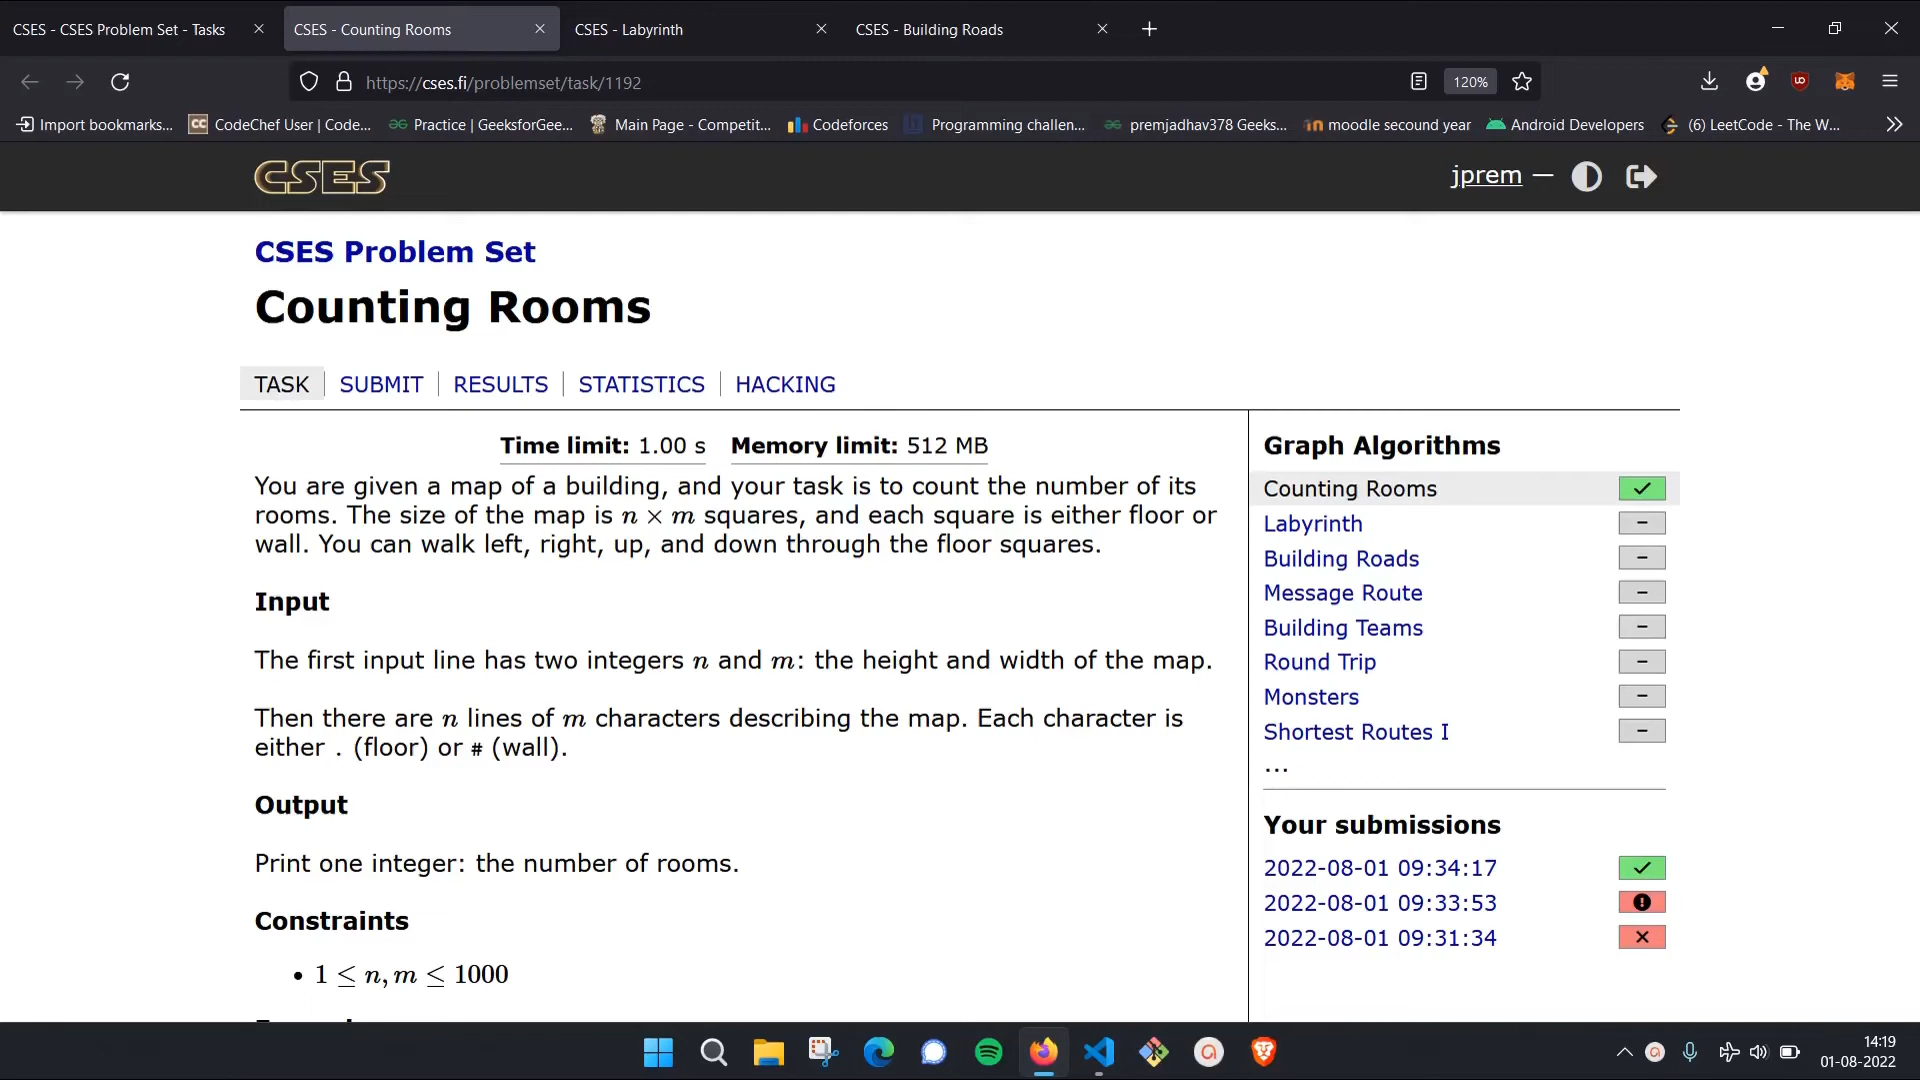 CSES - CSES Problem Set - Tasks
CSES - Counting Rooms
CSES - Labyrinth
CSES - Building Roads
https://cses.fi/problemset/task/1192
120%
Import bookmarks...
CC
CodeChef User | Code...
Practice | GeeksforGee...
Main Page - Competit...
Codeforces
Programming challen...
premjadhav378 Geeks...
moodle secound year
Android Developers
(6) LeetCode - The W...
CSES
jprem —
CSES Problem Set
Counting Rooms
TASK
SUBMIT
RESULTS
STATISTICS
HACKING
Time limit: 1.00 s Memory limit: 512 MB
You are given a map of a building, and your task is to count the number of its
rooms. The size of the map is n × m squares, and each square is either floor or
wall. You can walk left, right, up, and down through the floor squares.
Input
The first input line has two integers n and m: the height and width of the map.
Then there are n lines of m characters describing the map. Each character is
either . (floor) or # (wall).
Output
Print one integer: the number of rooms.
Constraints
• 1 ≤ n, m ≤ 1000
Graph Algorithms
Counting Rooms
Labyrinth
–
Building Roads
–
Message Route
–
Building Teams
–
Round Trip
–
Monsters
–
Shortest Routes I
–
...
Your submissions
2022-08-01 09:34:17
2022-08-01 09:33:53
2022-08-01 09:31:34
14:19
01-08-2022